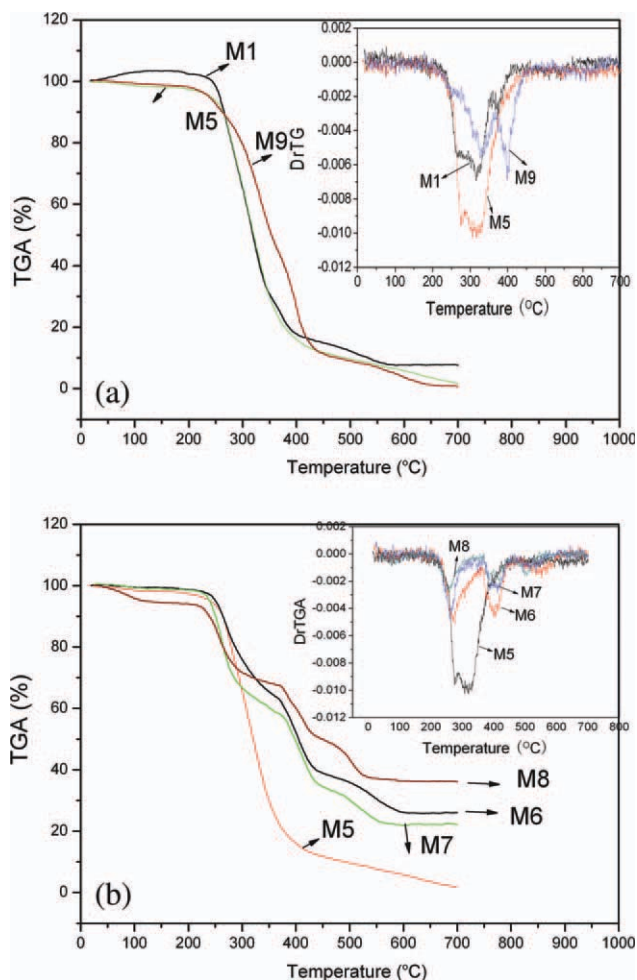 120
100
80
60
40
20
0
TGA (%)
M1
M5
M9
(a)
0 100 200 300 400 500 600 700 800 900 1000
Temperature (°C)
0.002
0.000
-0.002
-0.004
-0.006
-0.008
-0.010
-0.012
DrTG
M1
M9
M5
0 100 200 300 400 500 600 700
Temperature (°C)
120
100
80
60
40
20
0
TGA (%)
M8
M6
M5
M7
(b)
0 100 200 300 400 500 600 700 800 900 1000
Temperature (°C)
0.002
0.000
-0.002
-0.004
-0.006
-0.008
-0.010
-0.012
DrTGA
M8
M7
M6
M5
0 100 200 300 400 500 600 700 800
Temperature (°C)